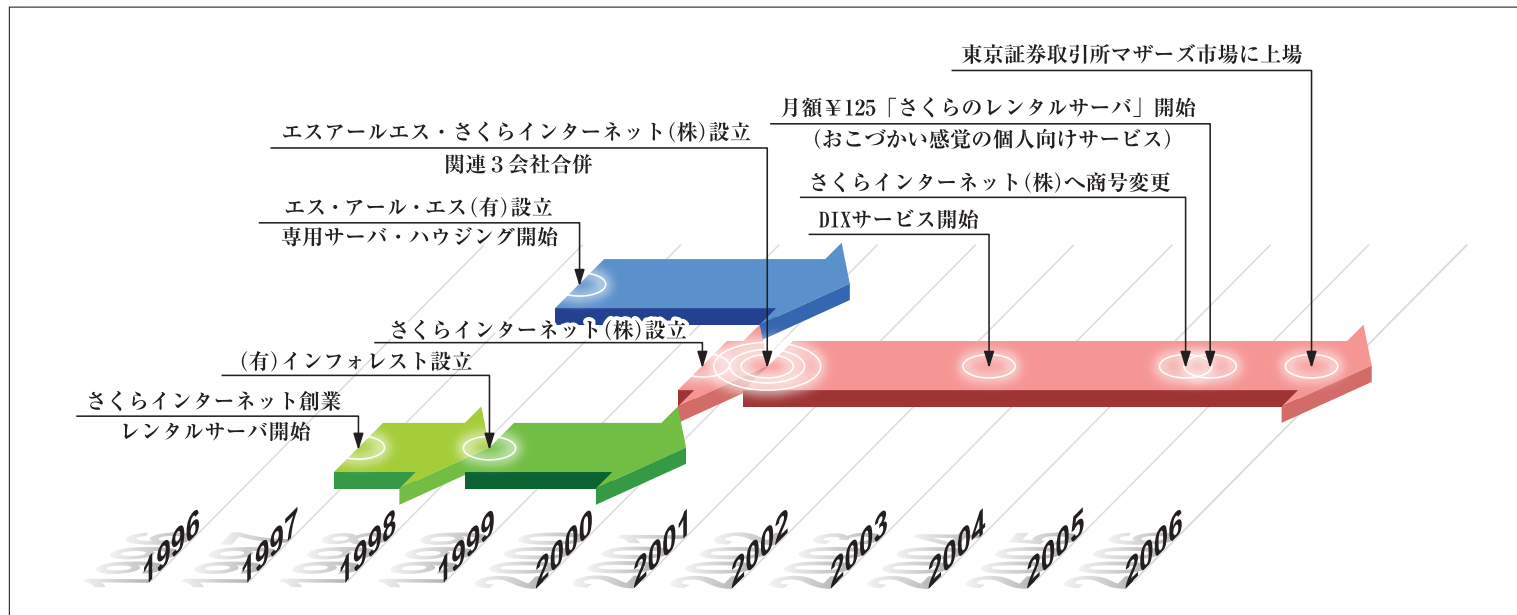 東京証券取引所マザーズ市場に上場
月額￥125「さくらのレンタルサーバ」開始
(おこづかい感覚の個人向けサービス)
エスアールエス・さくらインターネット(株)設立
関連３会社合併
さくらインターネット(株)へ商号変更
エス・アール・エス(有)設立
専用サーバ・ハウジング開始
DIXサービス開始
さくらインターネット(株)設立
(有)インフォレスト設立
さくらインターネット創業
レンタルサーバ開始
1996
1997
1998
1999
2000
2001
2002
2003
2004
2005
2006